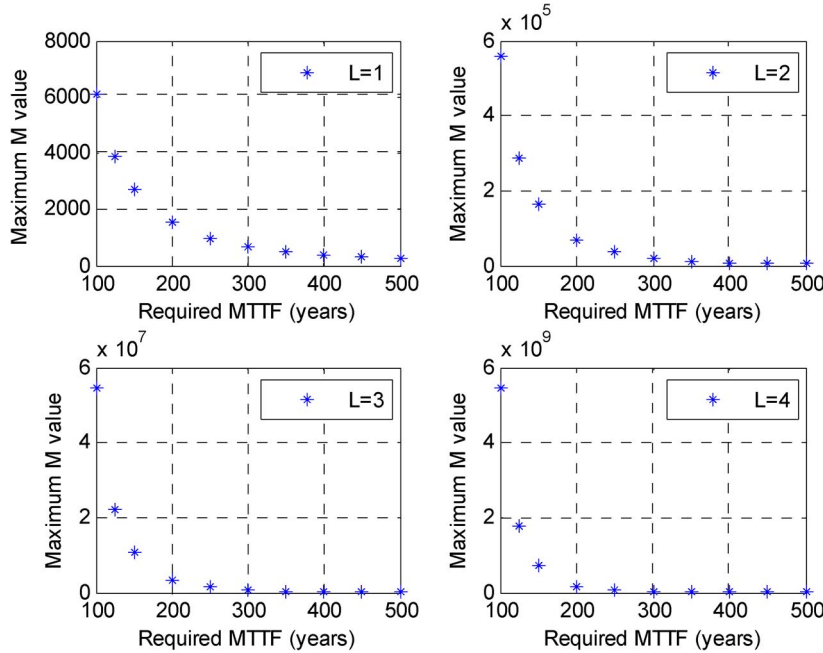 8000
6000
4000
2000
0
Maximum M value
L=1
100 200 300 400 500
Required MTTF (years)
x 10^5
6
4
2
0
Maximum M value
L=2
100 200 300 400 500
Required MTTF (years)
x 10^7
6
4
2
0
Maximum M value
L=3
100 200 300 400 500
Required MTTF (years)
x 10^9
6
4
2
0
Maximum M value
L=4
100 200 300 400 500
Required MTTF (years)